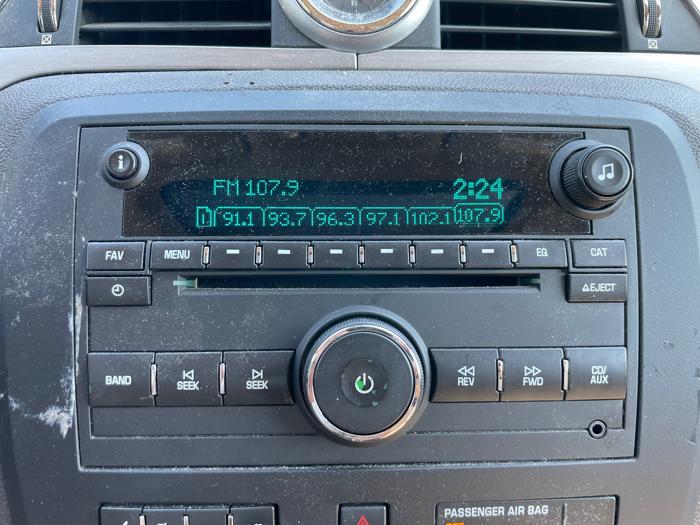 i
FM 107.9 2:24
1 91.1 93.7 96.3 97.1 102.1 107.9
FAV MENU EQ CAT
EJECT
BAND SEEK SEEK REV FWD CD/AUX
PASSENGER AIR BAG